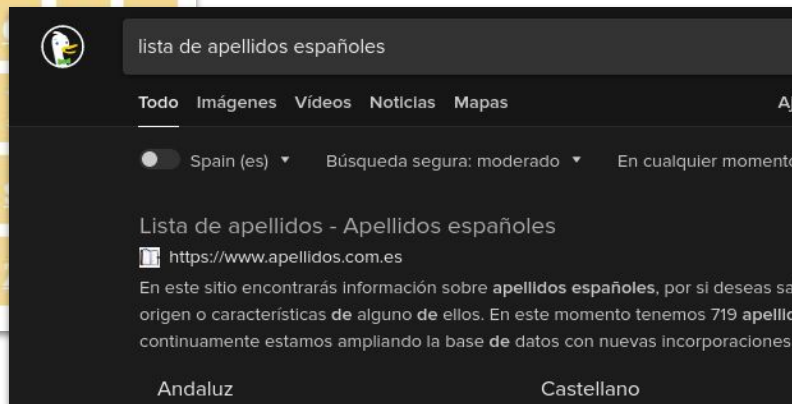 lista de apellidos españoles
Todo Imágenes Vídeos Noticias Mapas
Spain (es) Búsqueda segura: moderado En cualquier momento
Lista de apellidos - Apellidos españoles
https://www.apellidos.com.es
En este sitio encontrarás información sobre apellidos españoles, por si deseas
origen o características de alguno de ellos. En este momento tenemos 719
continuamente estamos ampliando la base de datos con nuevas incorporaciones
Andaluz Castellano